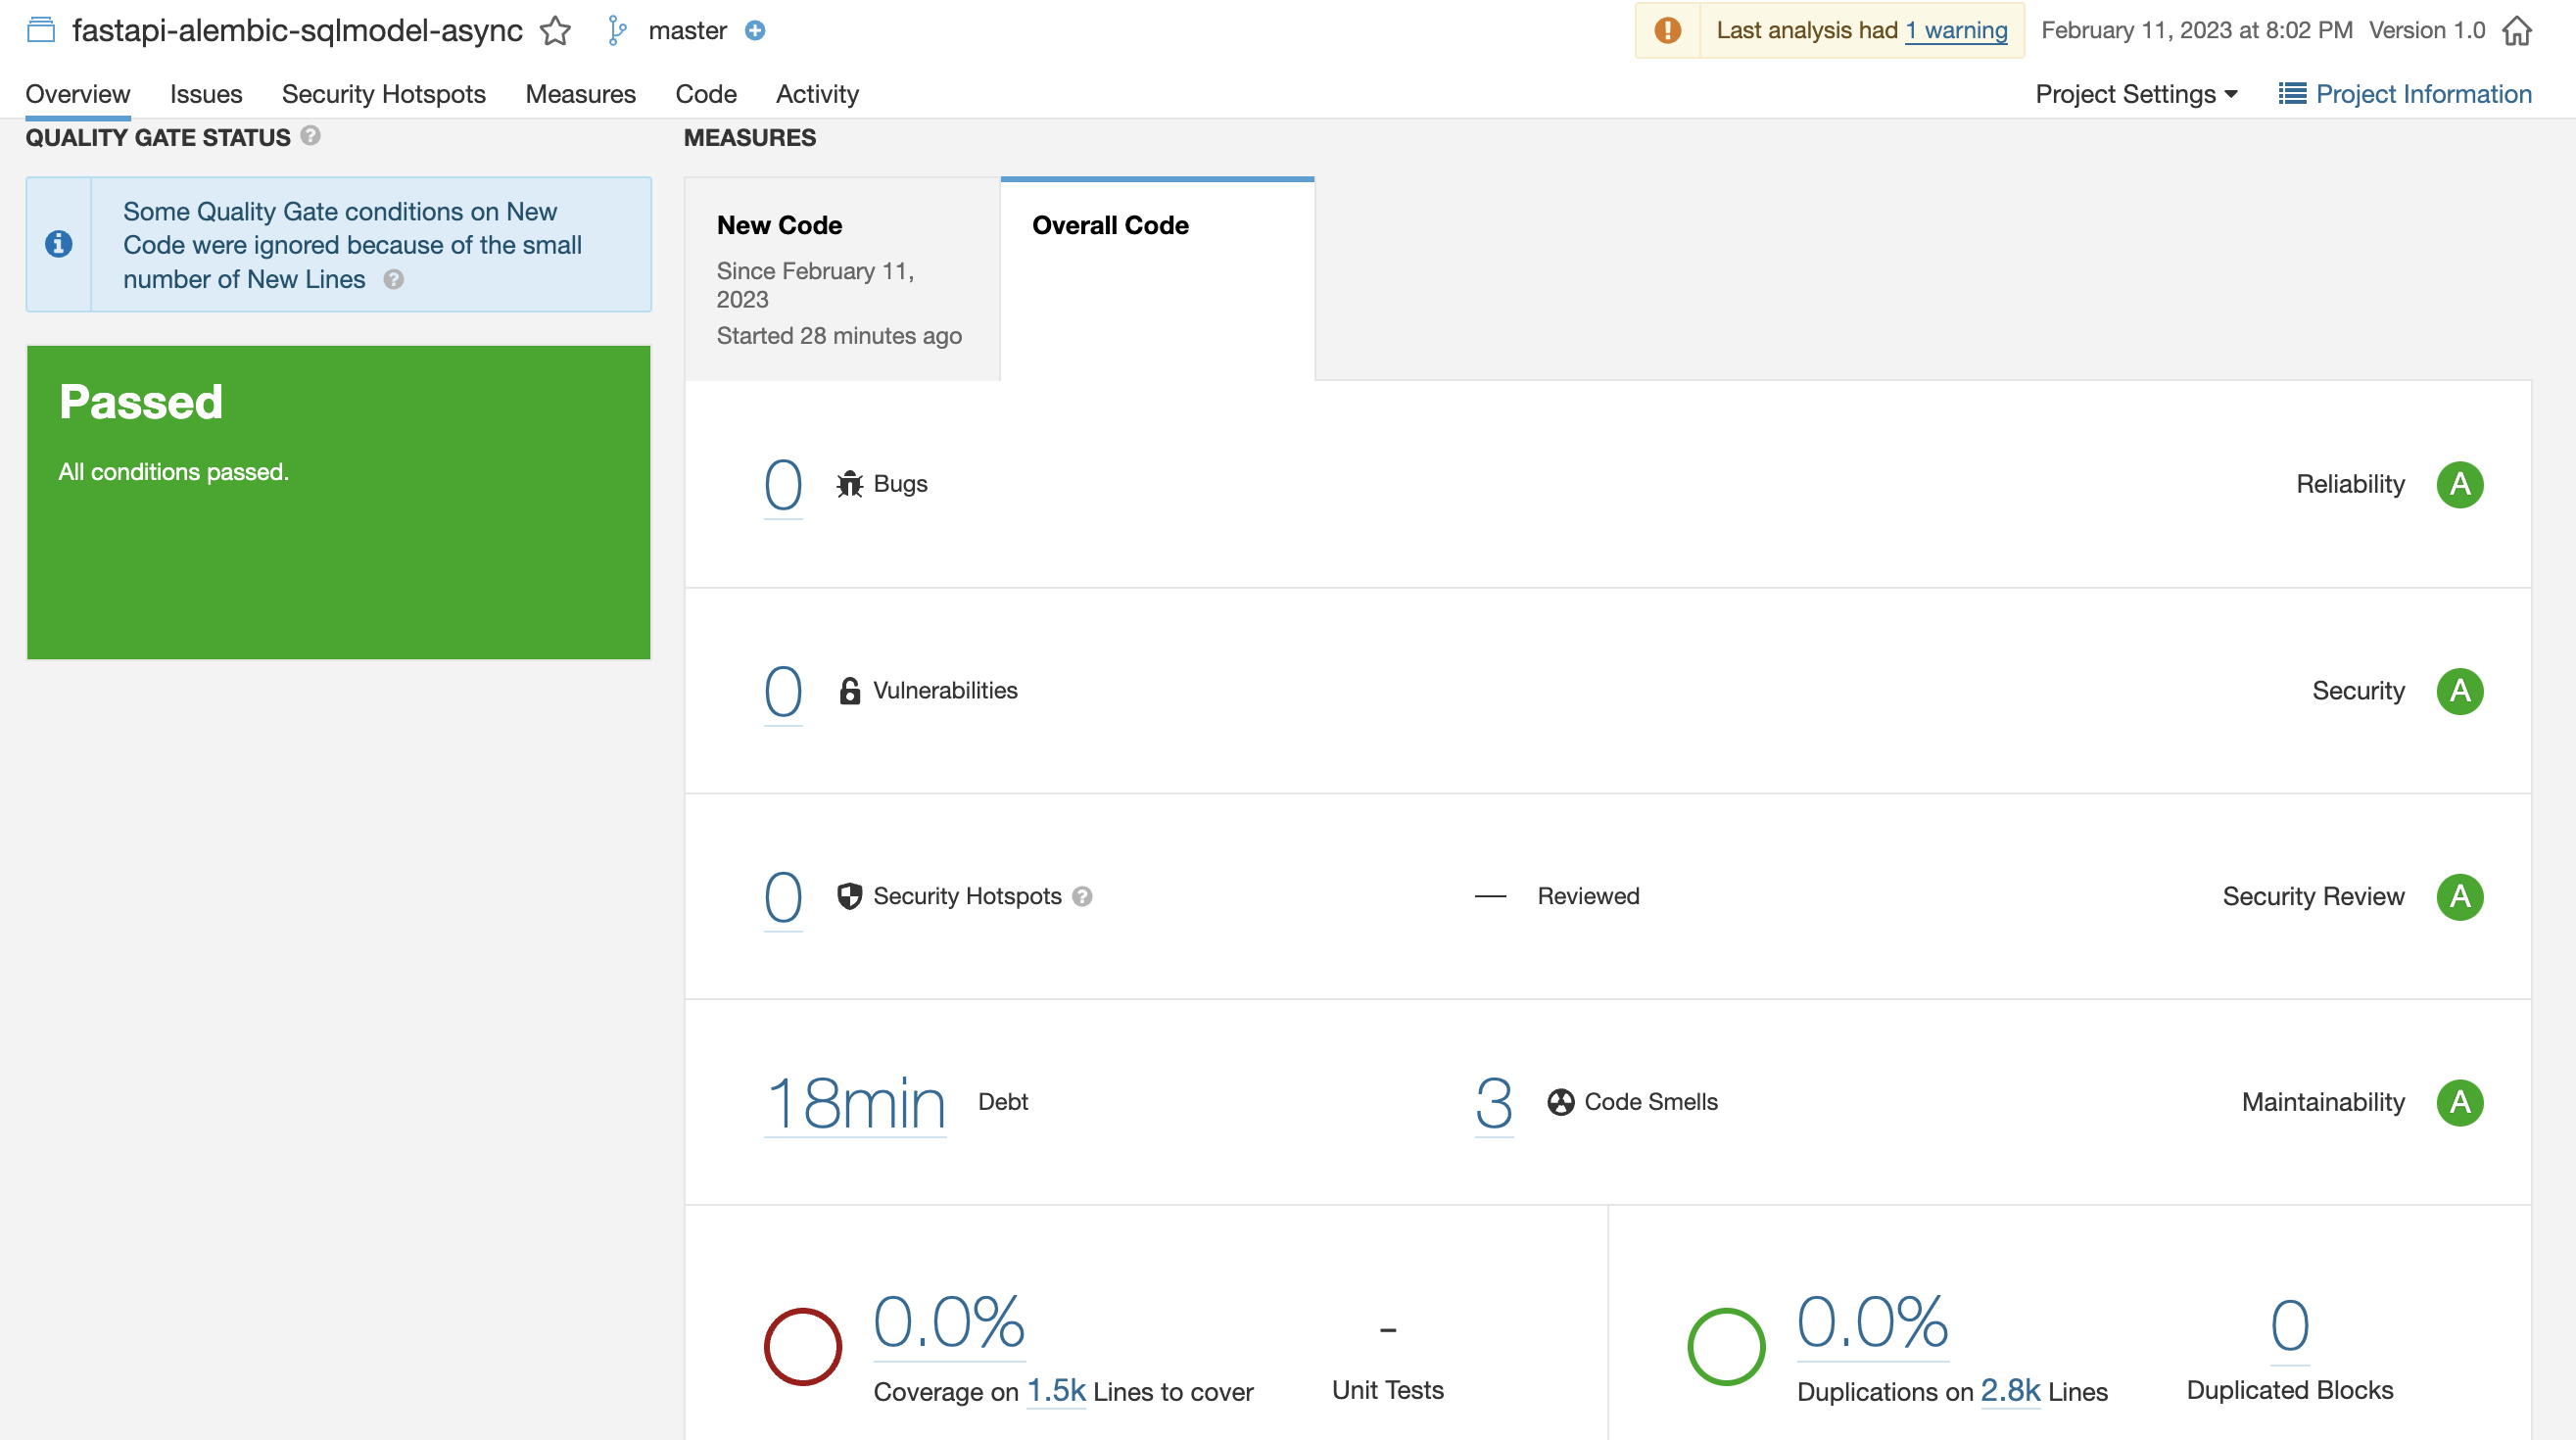 fastapi-alembic-sqlmodel-async master
Last analysis had 1 warning February 11, 2023 at 8:02 PM Version 1.0
Overview Issues Security Hotspots Measures Code Activity Project Settings Project Information
QUALITY GATE STATUS
Some Quality Gate conditions on New
Code were ignored because of the small
number of New Lines
Passed
All conditions passed.
MEASURES
New Code
Since February 11,
2023
Started 28 minutes ago
Overall Code
0 Bugs Reliability A
0 Vulnerabilities Security A
0 Security Hotspots — Reviewed Security Review A
18min Debt 3 Code Smells Maintainability A
0.0%
Coverage on 1.5k Lines to cover
-
Unit Tests
0.0%
Duplications on 2.8k Lines
0
Duplicated Blocks